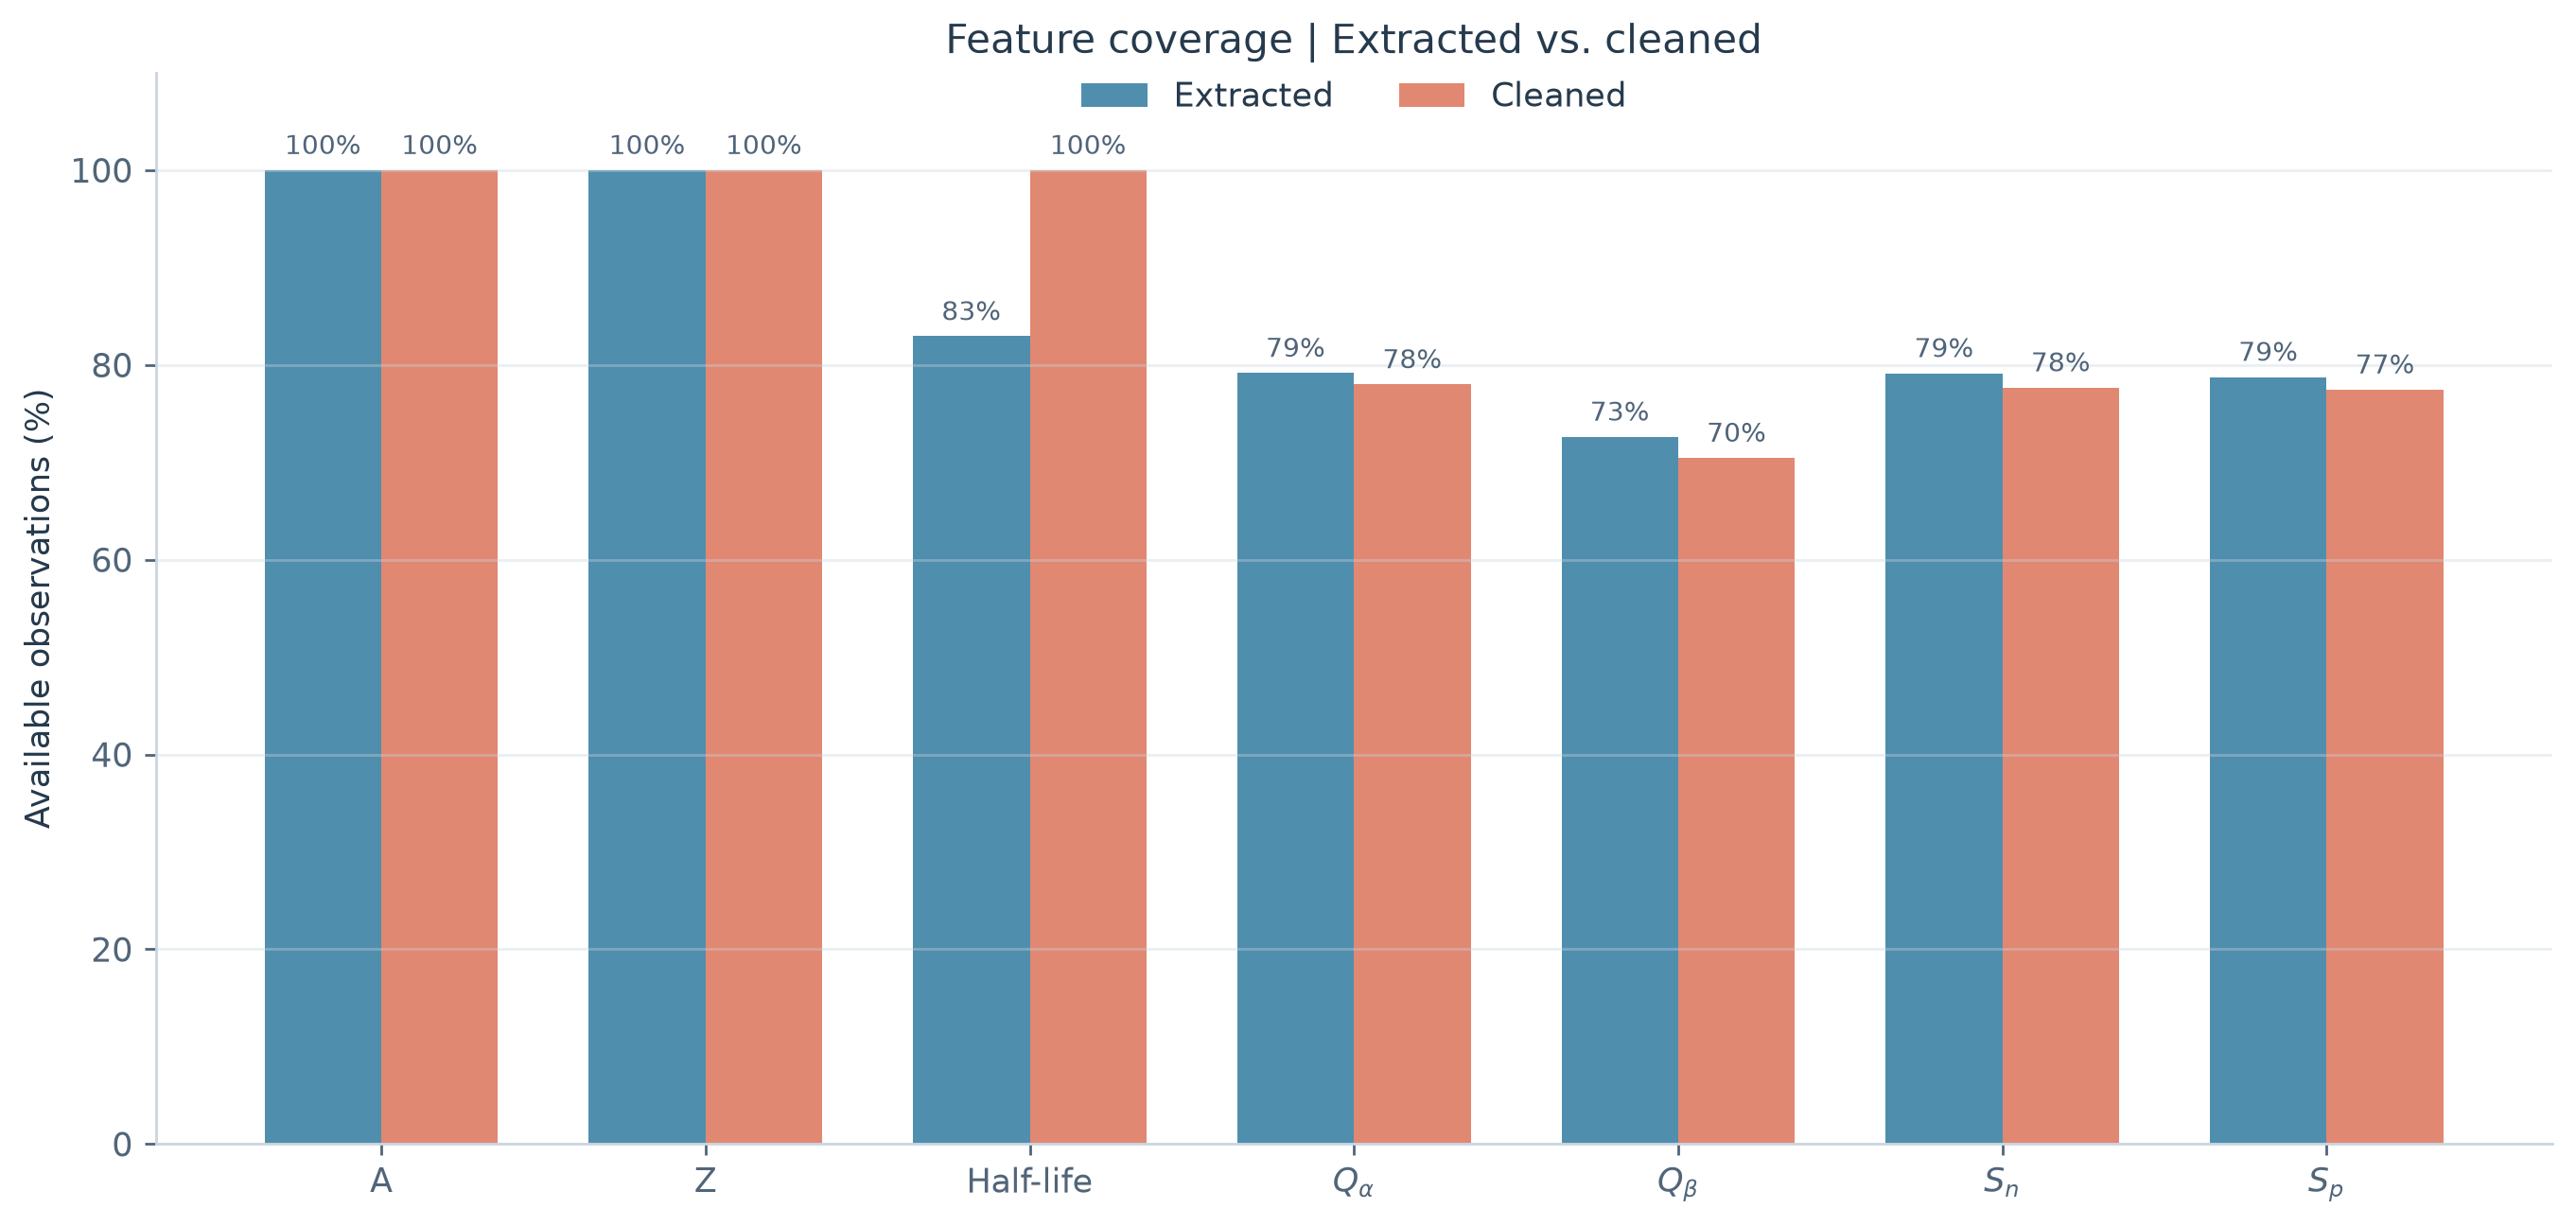 Feature coverage | Extracted vs. cleaned
Extracted
Cleaned
Available observations (%)
100
80
60
40
20
0
100%
100%
100%
100%
83%
100%
79%
78%
73%
70%
79%
78%
79%
77%
A
Z
Half-life
Qα
Qβ
Sn
Sp